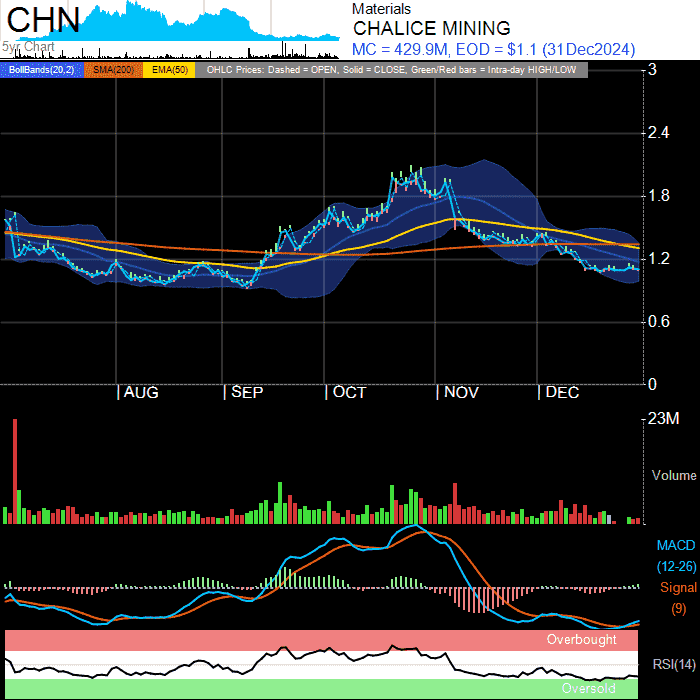 CHN
5yr Chart
Materials
CHALICE MINING
MC = 429.9M, EOD = $1.1 (31Dec2024)
BollBands(20,2) SMA(200) EMA(50) OHLC Prices: Dashed = OPEN, Solid = CLOSE, Green/Red bars = Intra-day HIGH/LOW
3
2.4
1.8
1.2
0.6
0
AUG SEP OCT NOV DEC
23M
Volume
MACD
(12-26)
Signal
(9)
Overbought
RSI(14)
Oversold